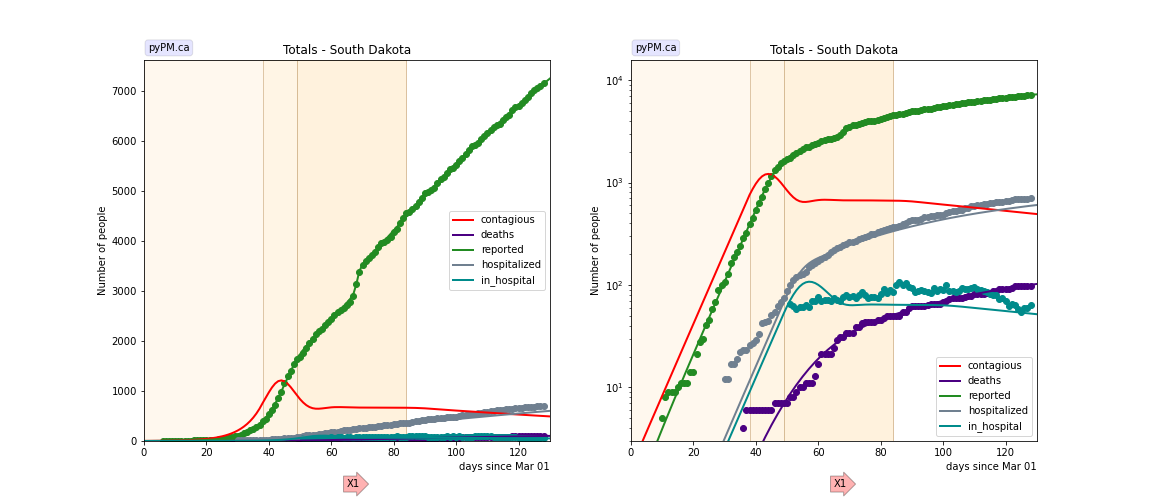 pyPM.ca
Totals - South Dakota
Number of people
7000
6000
5000
4000
3000
2000
1000
0
contagious
deaths
reported
hospitalized
in_hospital
0 20 40 60 80 100 120
days since Mar 01
X1
pyPM.ca
Totals - South Dakota
Number of people
10⁴
10³
10²
10¹
contagious
deaths
reported
hospitalized
in_hospital
0 20 40 60 80 100 120
days since Mar 01
X1